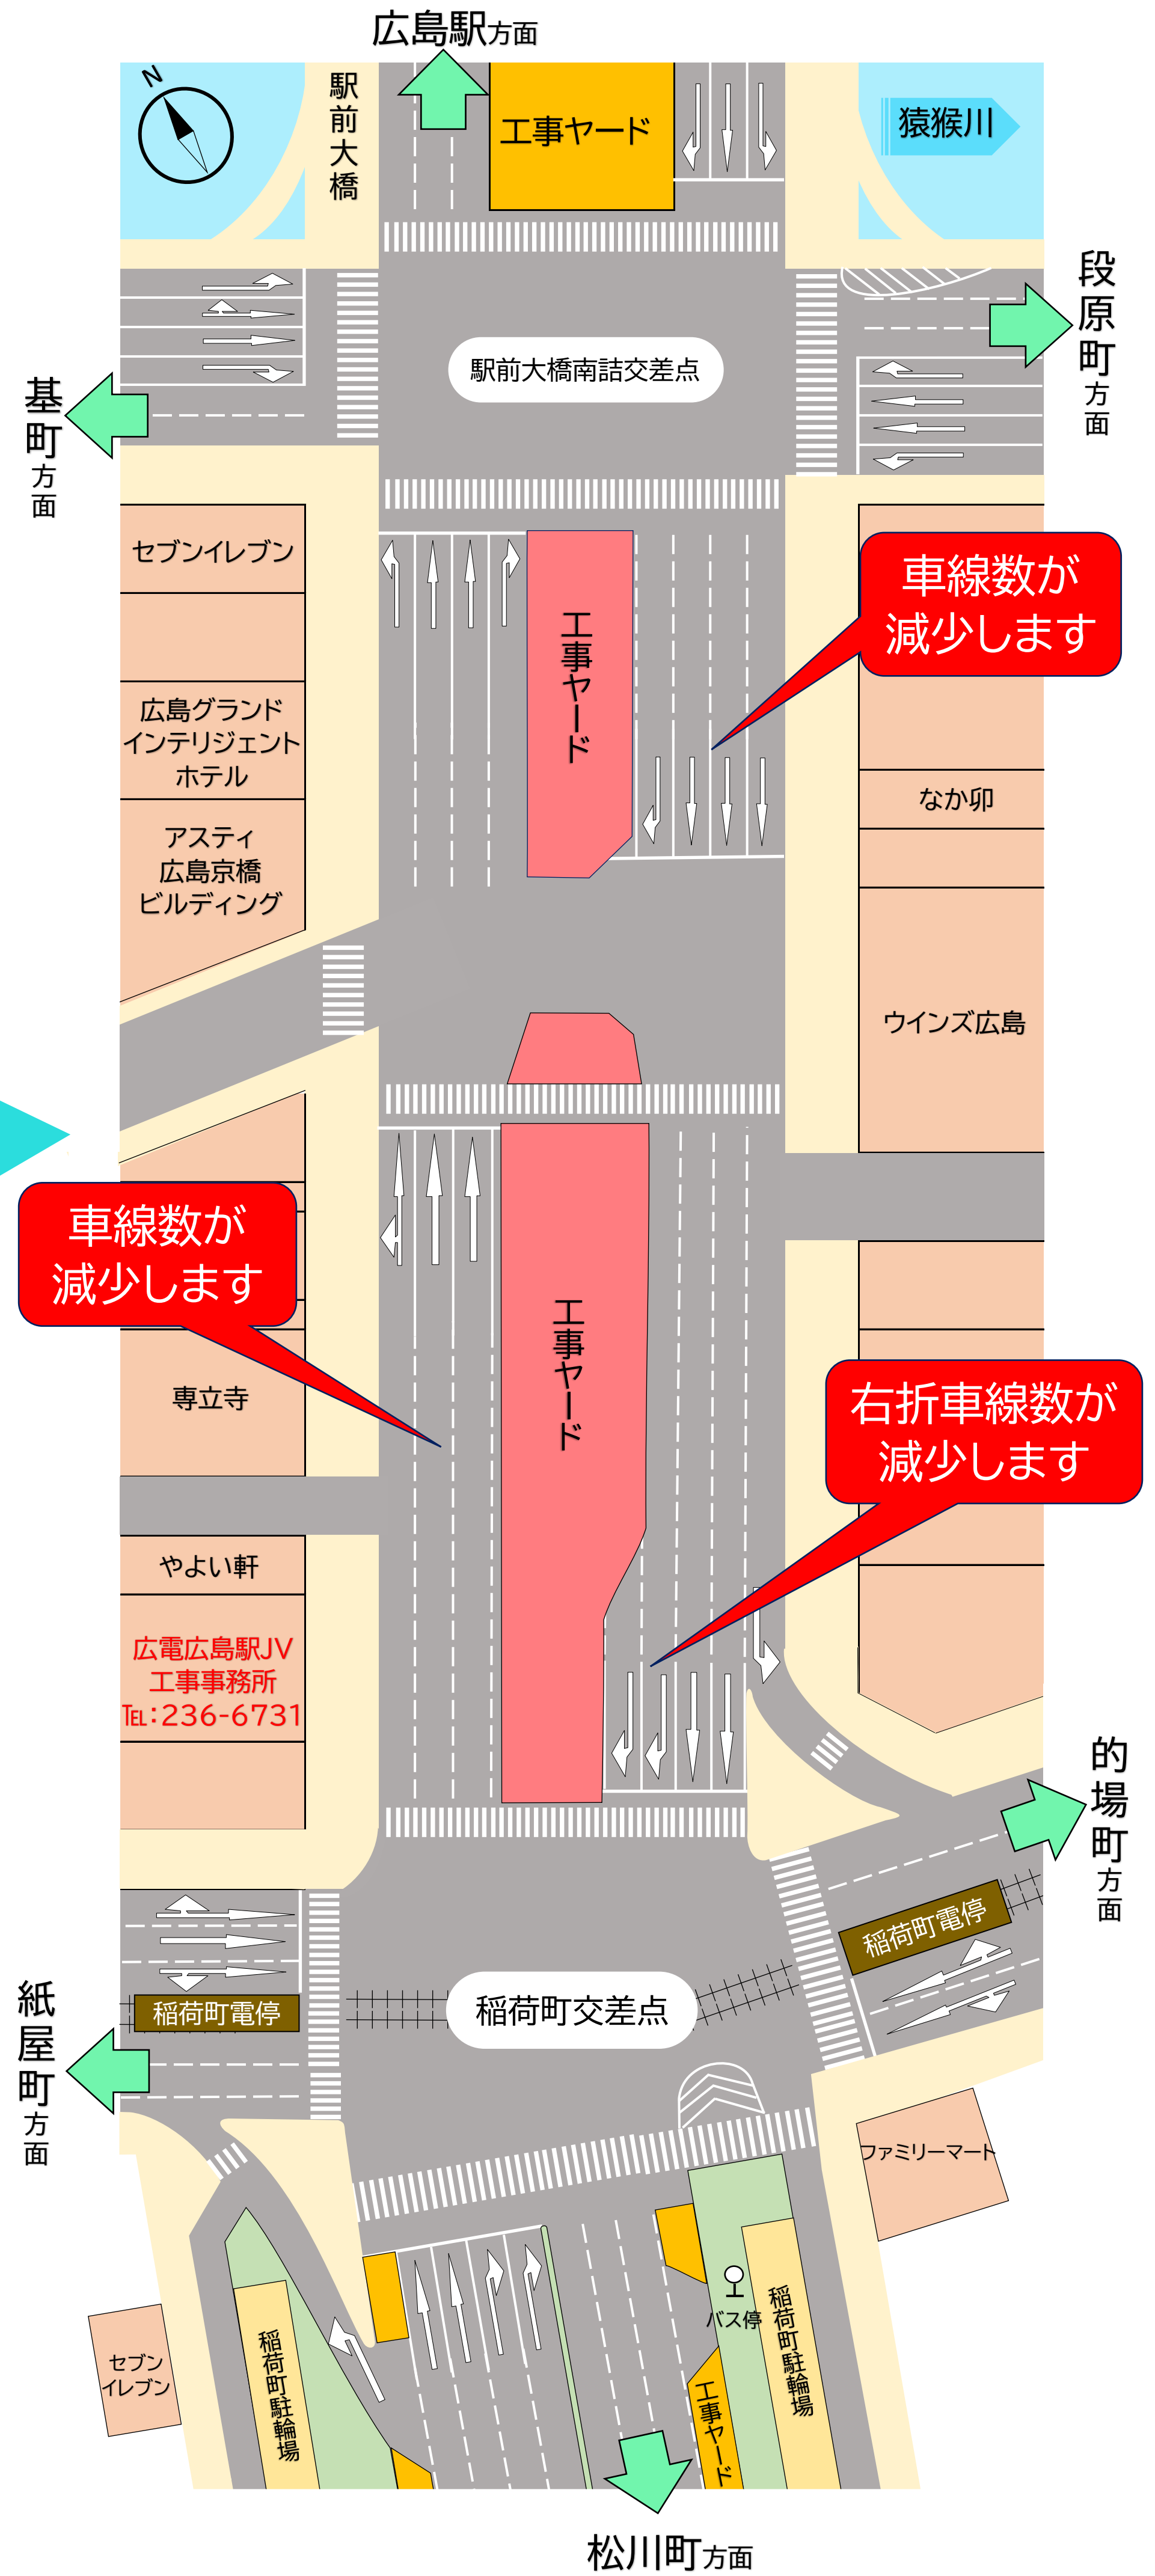 広島駅方面
N
駅前大橋
工事ヤード
猿猴川
段原町方面
駅前大橋南詰交差点
基町方面
セブンイレブン
工事ヤード
車線数が
減少します
広島グランド
インテリジェント
ホテル
なか卯
アスティ
広島京橋
ビルディング
ウインズ広島
車線数が
減少します
工事ヤード
専立寺
右折車線数が
減少します
やよい軒
広電広島駅JV
工事事務所
℡:236-6731
的場町方面
稲荷町電停
稲荷町電停
稲荷町交差点
紙屋町方面
ファミリーマート
バス停
稲荷町駐輪場
稲荷町駐輪場
セブン
イレブン
工事ヤード
松川町方面